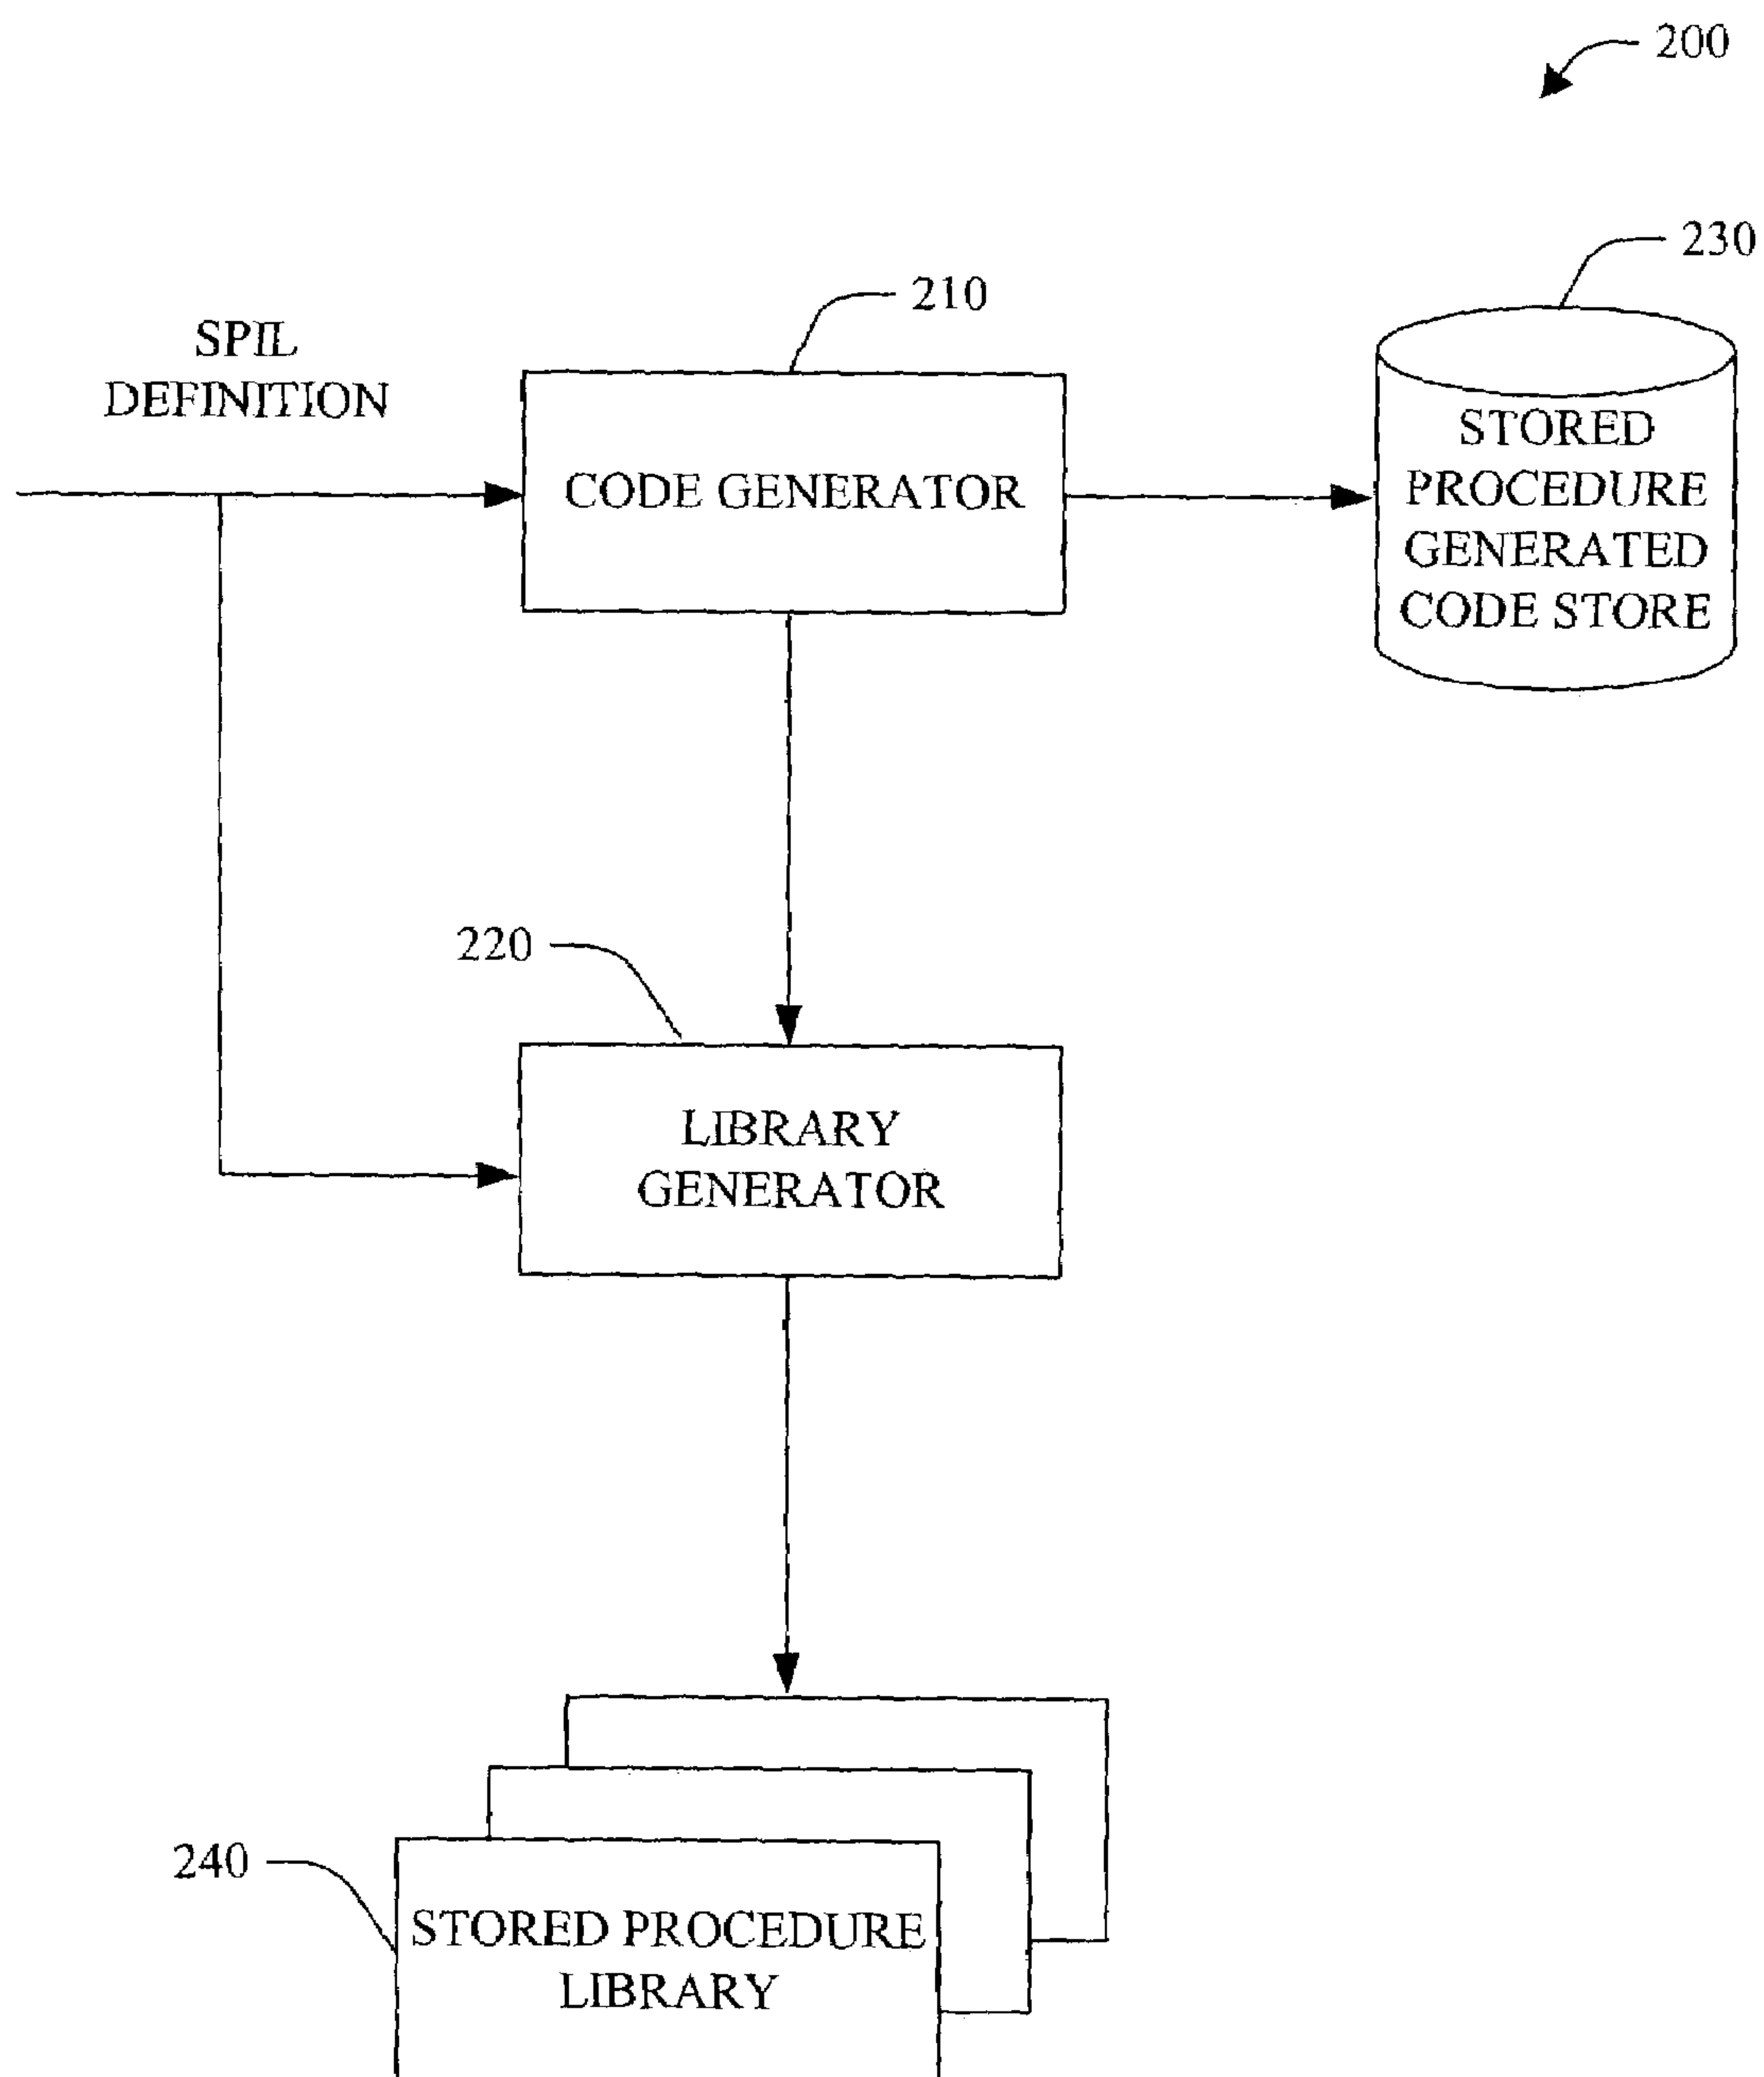 200
230
210
SPIL
DEFINITION
CODE GENERATOR
STORED
PROCEDURE
GENERATED
CODE STORE
220
LIBRARY
GENERATOR
240
STORED PROCEDURE
LIBRARY